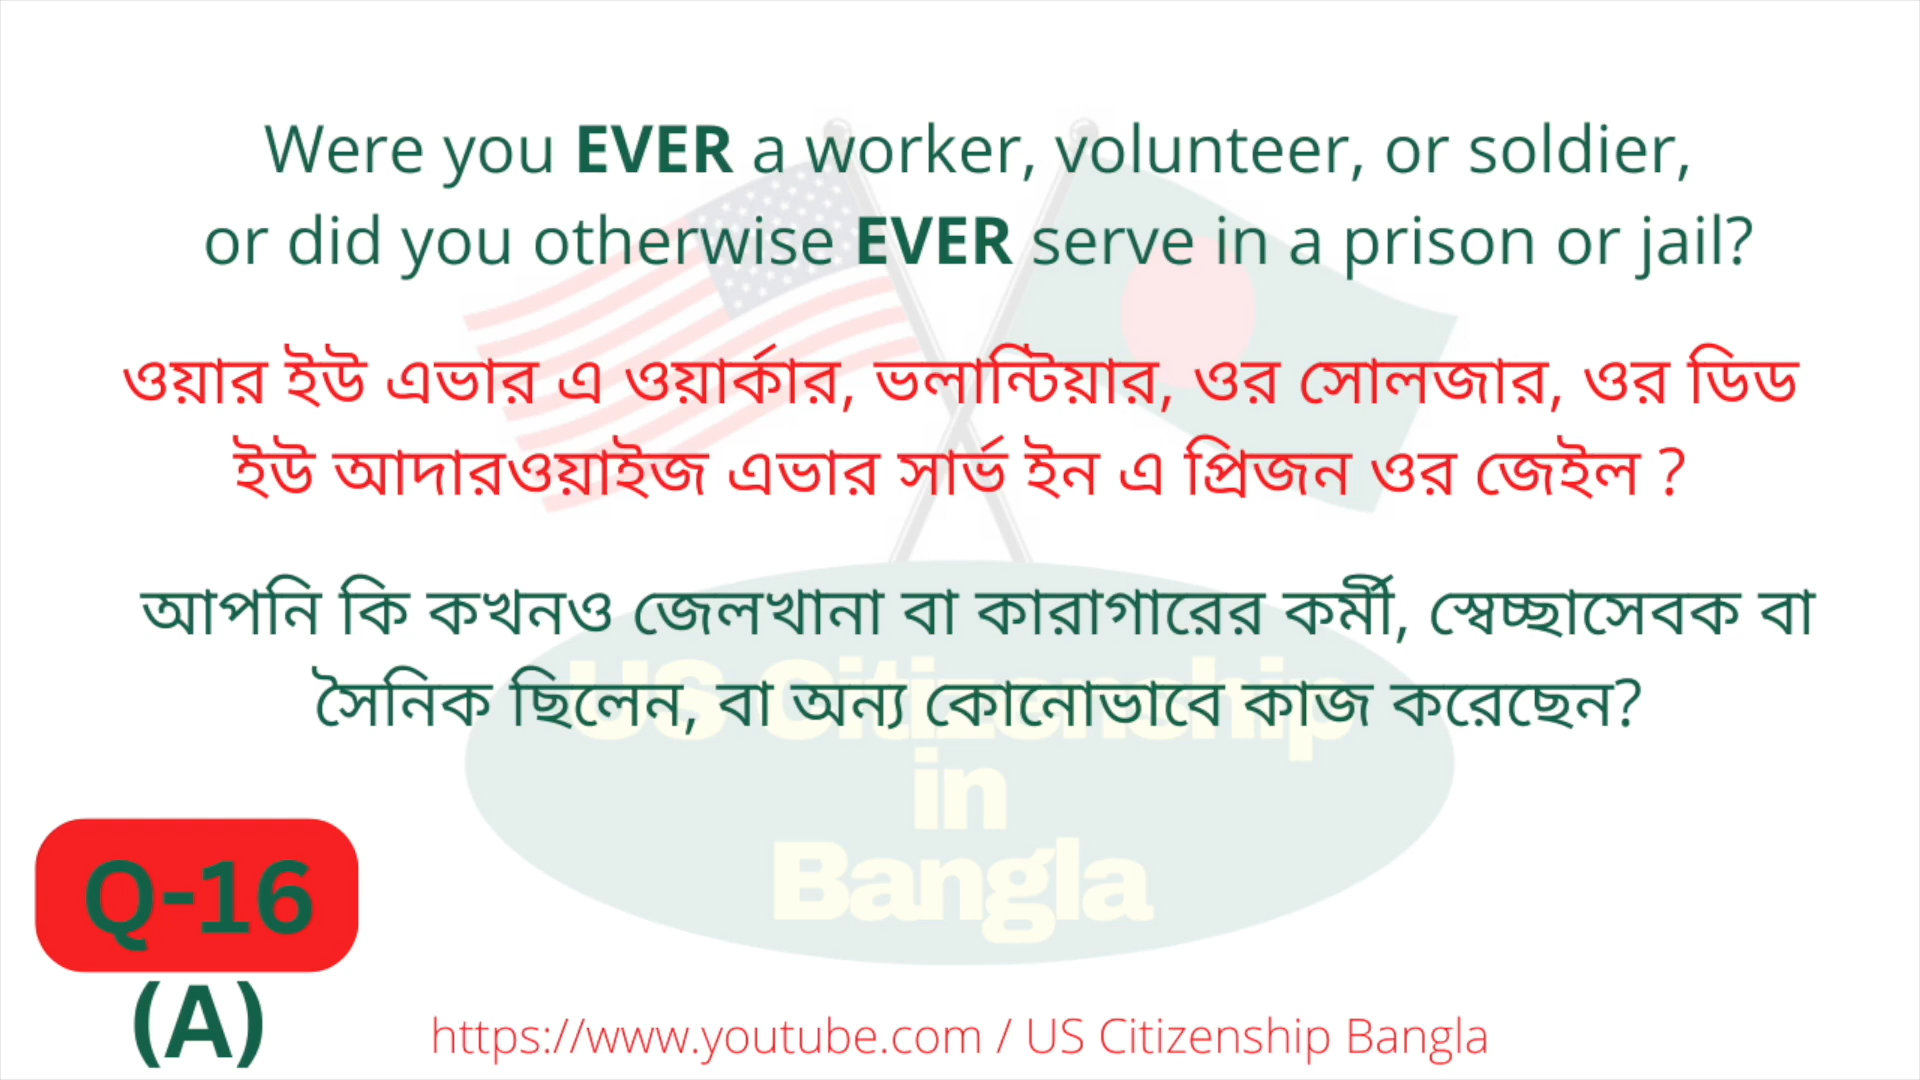 Were you EVER a worker, volunteer, or soldier,
or did you otherwise EVER serve in a prison or jail?
ওয়ার ইউ এভার এ ওয়ার্কার, ভলান্টিয়ার, ওর সোলজার, ওর ডিড
ইউ আদারওয়াইজ এভার সার্ভ ইন এ প্রিজন ওর জেইল ?
আপনি কি কখনও জেলখানা বা কারাগারের কর্মী, স্বেচ্ছাসেবক বা
সৈনিক ছিলেন, বা অন্য কোনোভাবে কাজ করেছেন?
US Citizenship
in
Bangla
Q-16
(A)
https://www.youtube.com / US Citizenship Bangla